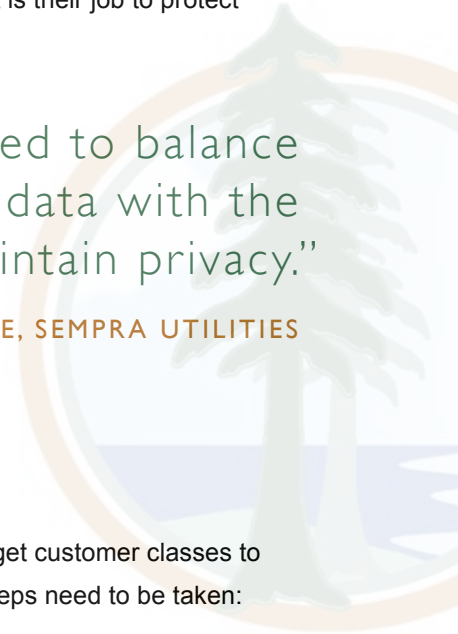 is their job to protect
ed to balance
data with the
intain privacy.”
E, SEMPRA UTILITIES
get customer classes to
eps need to be taken: